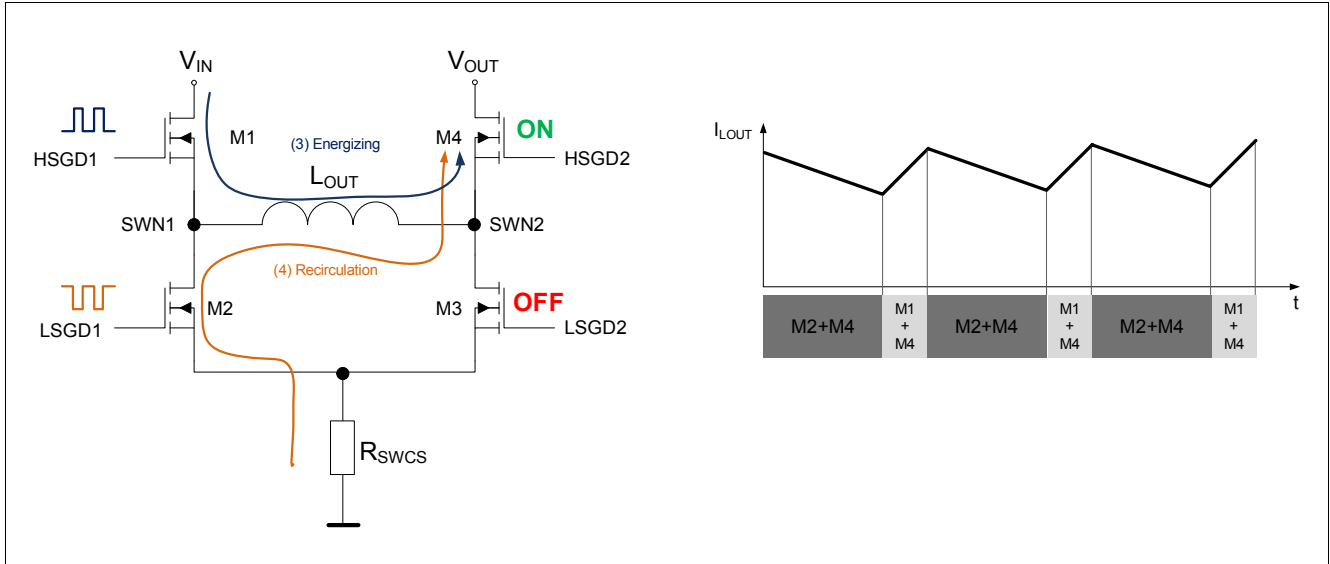 VIN
VOUT
M1
(3) Energizing
M4
ON
HSGD1
HSGD2
LOUT
SWN1
SWN2
(4) Recirculation
M2
M3
OFF
LSGD1
LSGD2
RSWCS
ILOUT
t
M2+M4
M1
+
M4
M2+M4
M1
+
M4
M2+M4
M1
+
M4